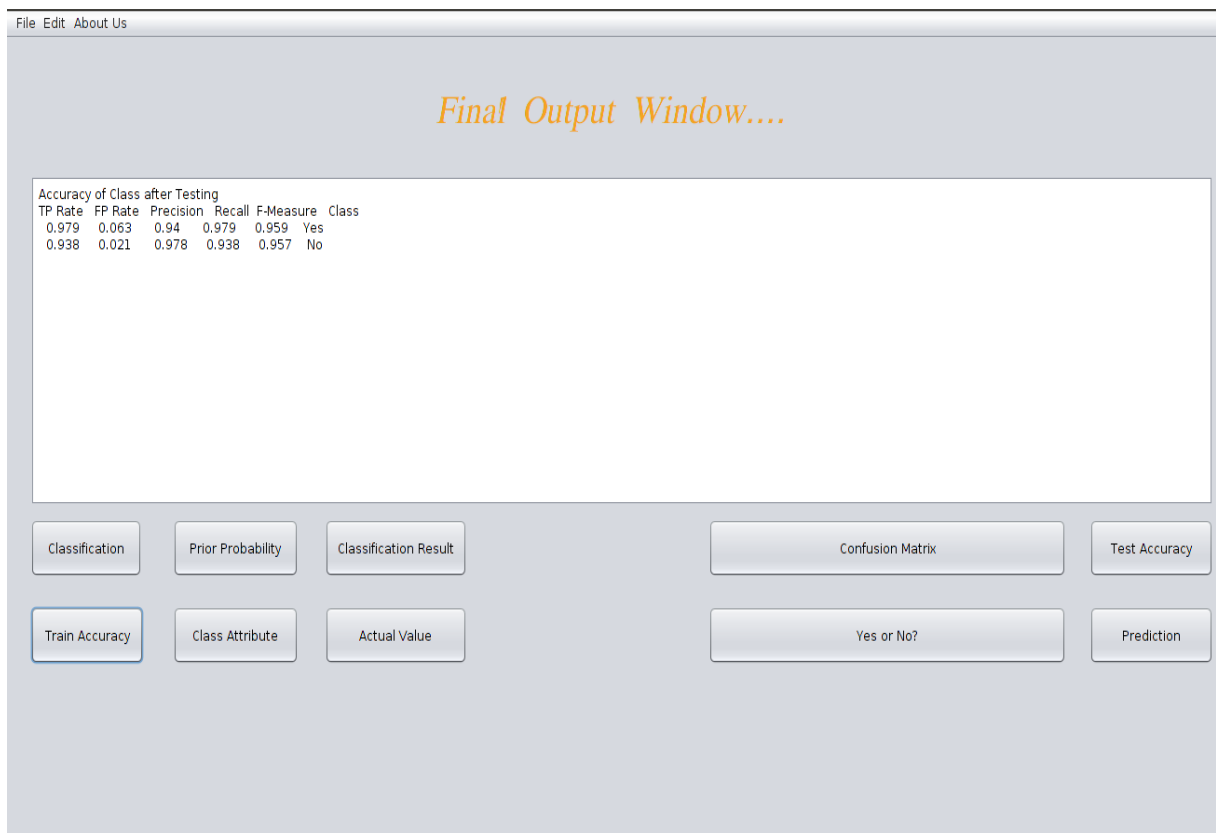 File Edit About Us
Final Output Window....
Accuracy of Class after Testing
TP Rate FP Rate Precision Recall F-Measure Class
0.979 0.063 0.94 0.979 0.959 Yes
0.938 0.021 0.978 0.938 0.957 No
Classification Prior Probability Classification Result Confusion Matrix Test Accuracy
Train Accuracy Class Attribute Actual Value Yes or No? Prediction